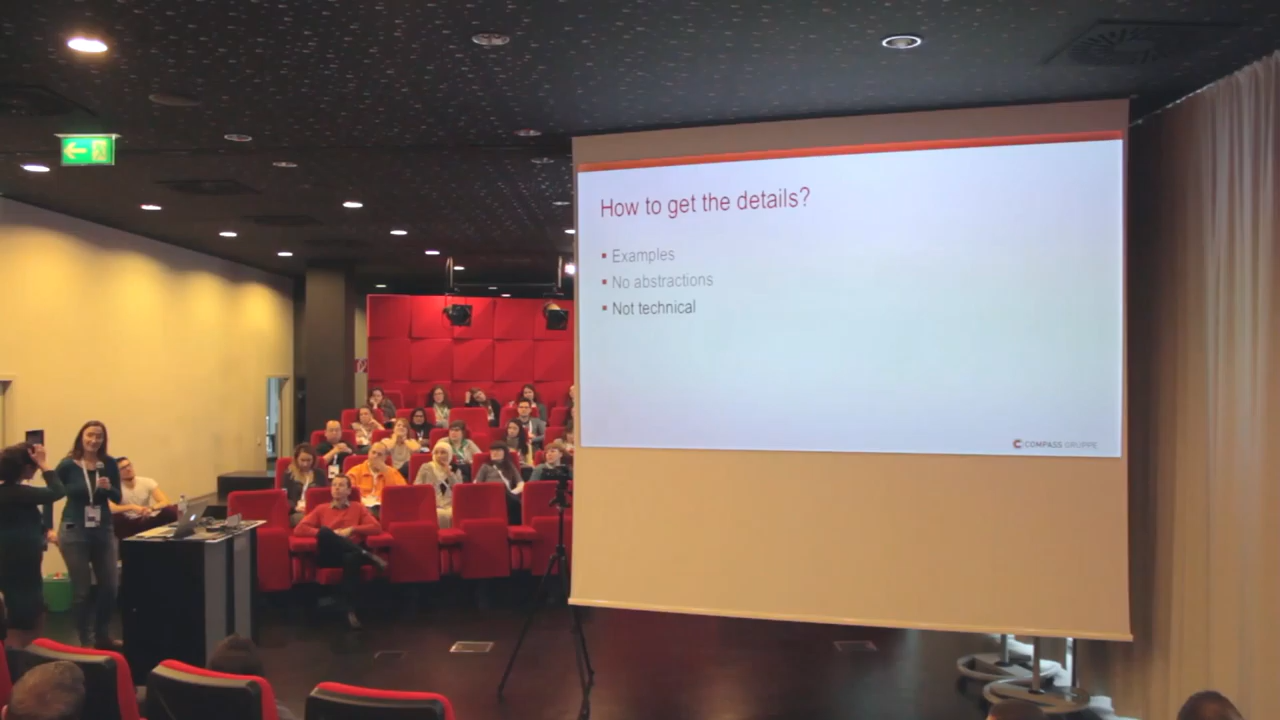 How to get the details?
Examples
No abstractions
Not technical
COMPASS GRUPPE